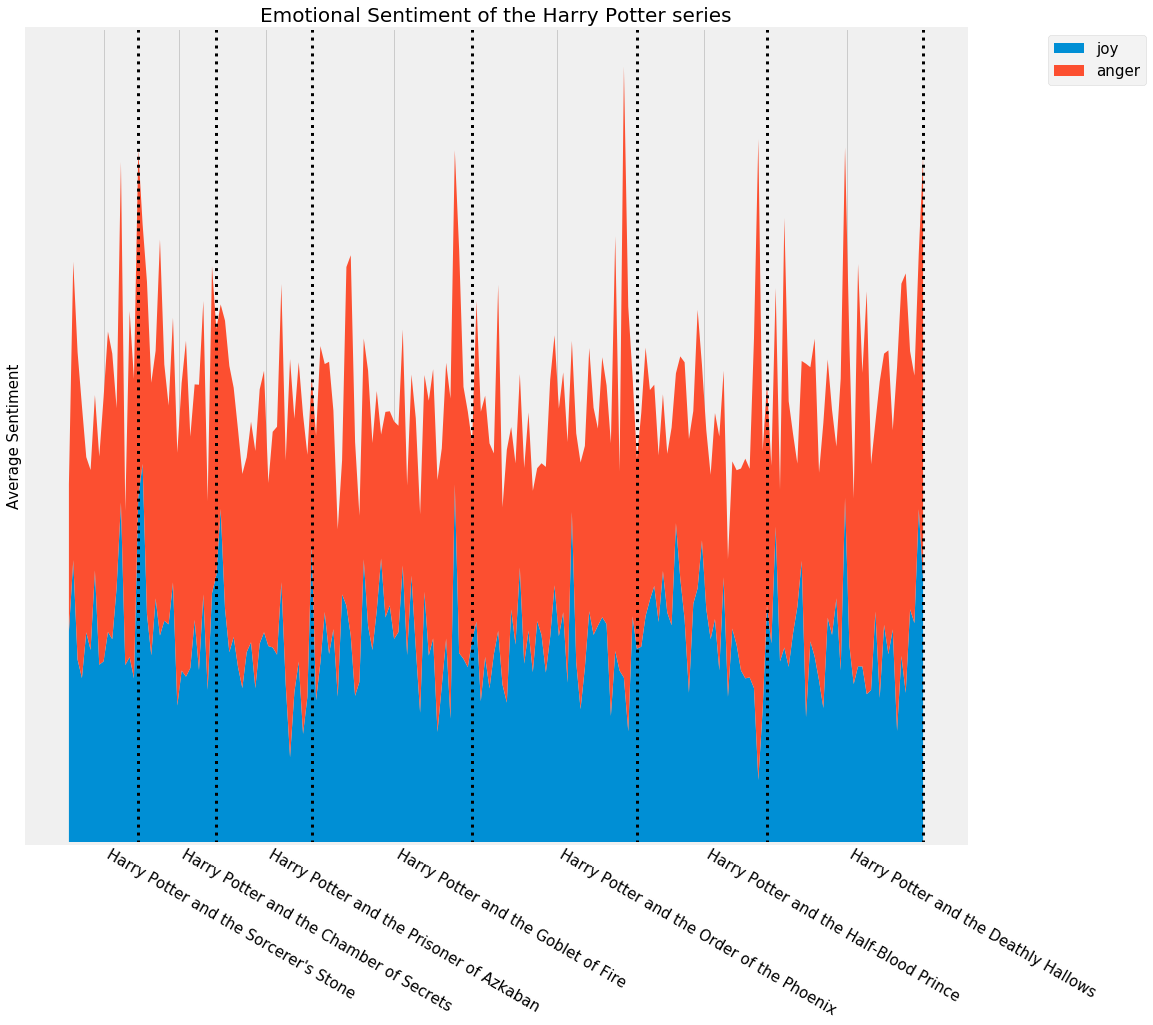 Emotional Sentiment of the Harry Potter series
joy
anger
Average Sentiment
Harry Potter and the Sorcerer's Stone
Harry Potter and the Chamber of Secrets
Harry Potter and the Prisoner of Azkaban
Harry Potter and the Goblet of Fire
Harry Potter and the Order of the Phoenix
Harry Potter and the Half-Blood Prince
Harry Potter and the Deathly Hallows